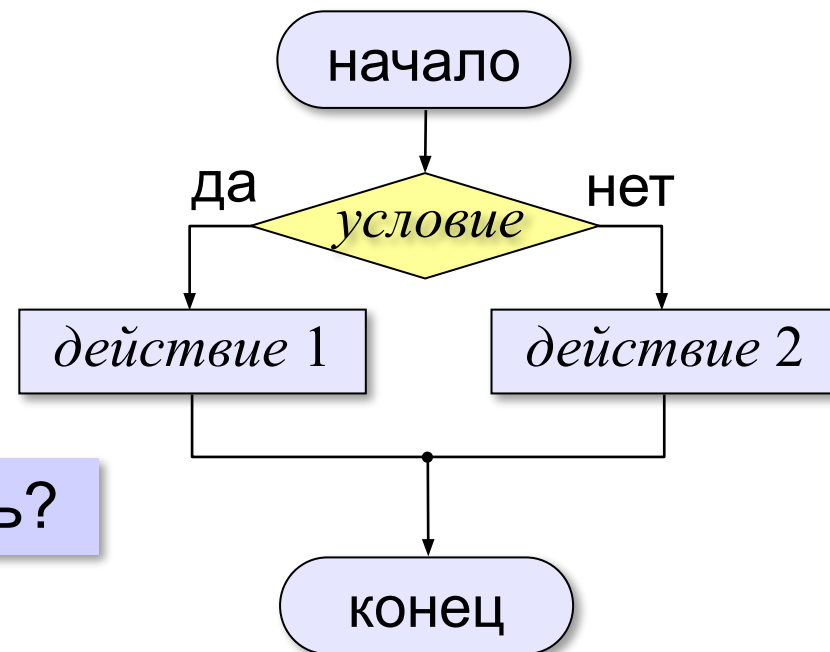 начало
да
нет
условие
действие 1
действие 2
ь?
конец